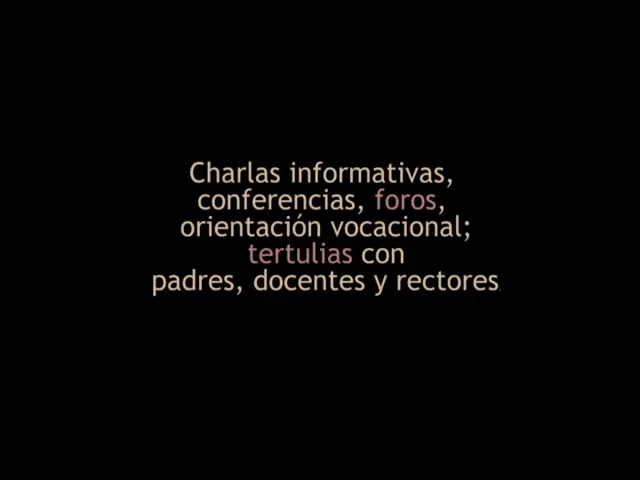 Charlas informativas,
conferencias, foros,
orientación vocacional;
tertulias con
padres, docentes y rectores.